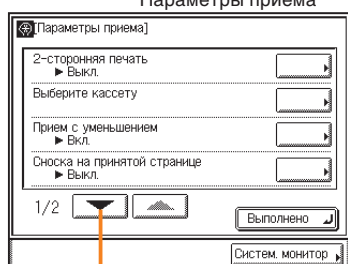 Параметры приема
[Параметры приема]
2-сторонняя печать
► Выкл.
Выберите кассету
Прием с уменьшением
► Вкл.
Сноска на принятой странице
► Выкл.
1/2
Выполнено
Систем. монитор